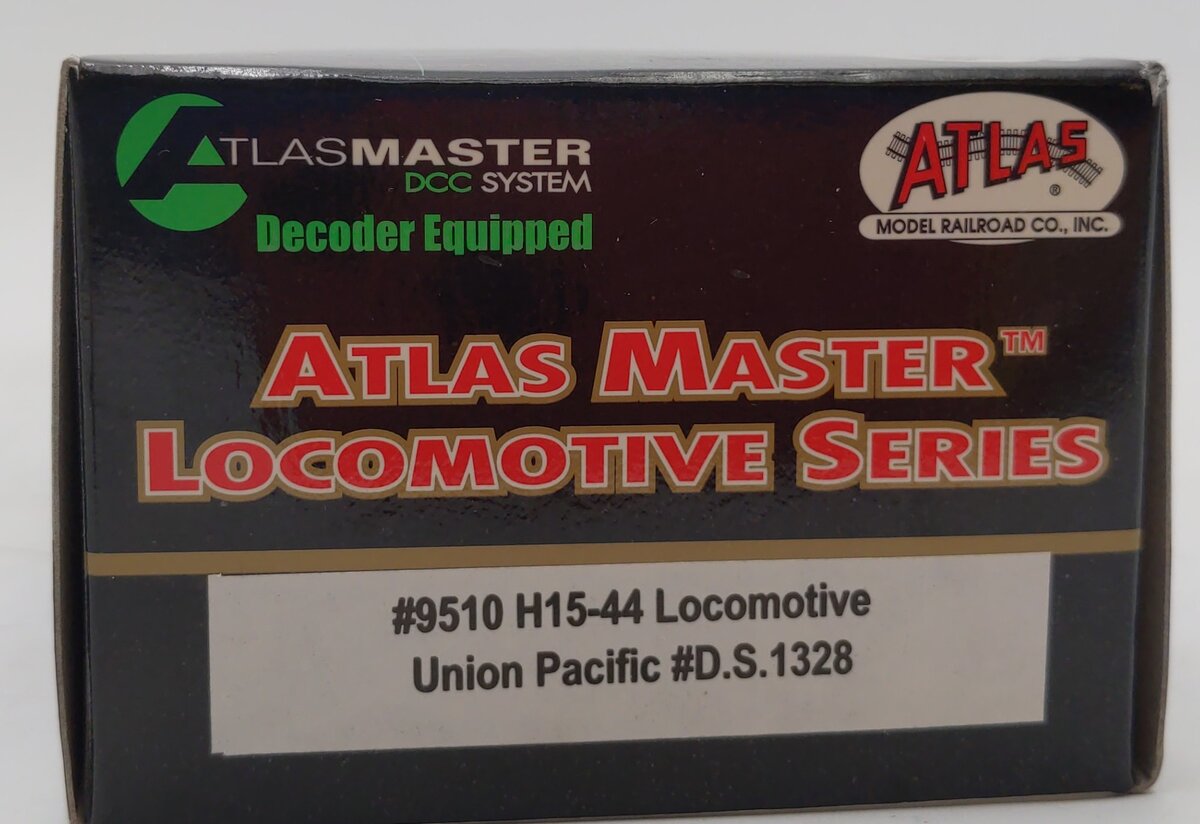 ATLASMASTER
DCC SYSTEM
Decoder Equipped
ATLAS
®
MODEL RAILROAD CO., INC.
ATLAS MASTER™
LOCOMOTIVE SERIES
#9510 H15-44 Locomotive
Union Pacific #D.S.1328